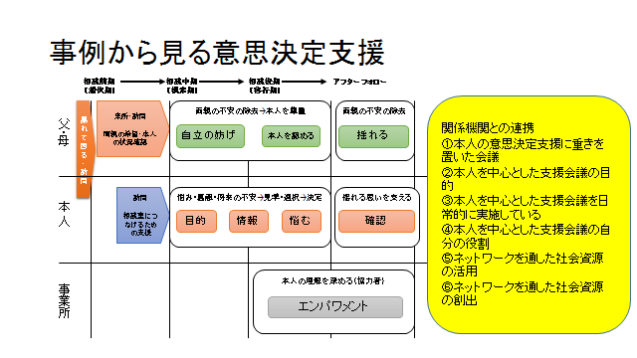 事例から見る意思決定支援
相談前期 相談中期 相談後期 アフターフォロー
父母
来所・訪問
両親の希望・本人の状況確認
両親の不安の除去→本人を尊重
自立の妨げ
本人を認める
両親の不安の除去
揺れる
本人
訪問
相談室につなげるための支援
悩み・葛藤・将来の不安→見学・選択→決定
目的
情報
悩む
揺れる思いを支える
確認
事業所
本人の理解を深める(協力者)
エンパワメント
関係機関との連携
①本人の意思決定支援に重きを
置いた会議
②本人を中心とした支援会議の目
的
③本人を中心とした支援会議を日
常的に実施している
④本人を中心とした支援会議の自
分の役割
⑤ネットワークを通した社会資源
の活用
⑥ネットワークを通した社会資源
の創出